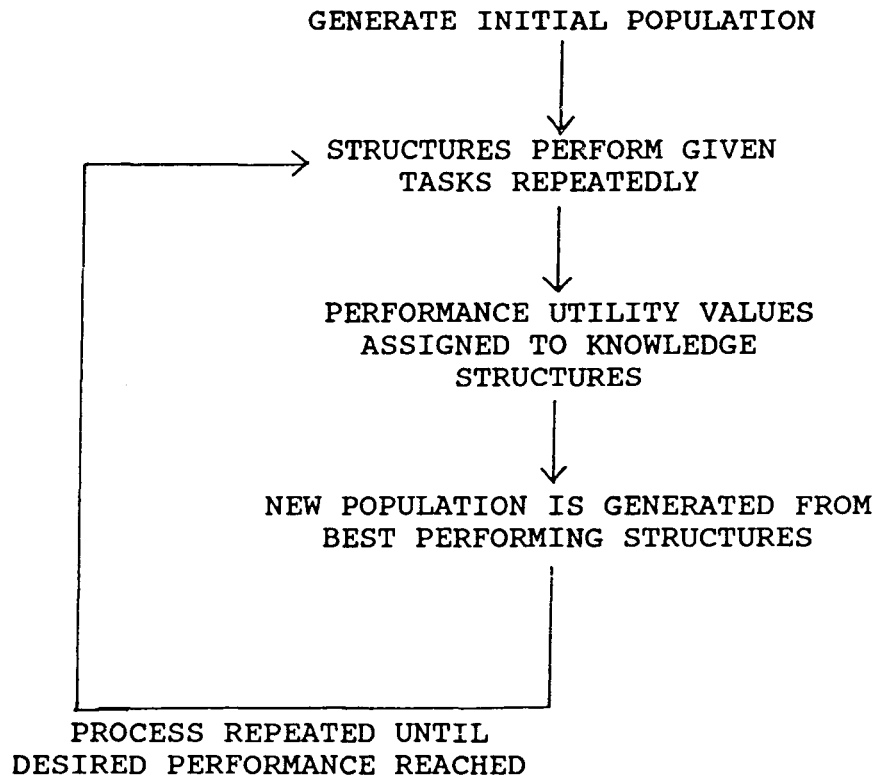 GENERATE INITIAL POPULATION
STRUCTURES PERFORM GIVEN
TASKS REPEATEDLY
PERFORMANCE UTILITY VALUES
ASSIGNED TO KNOWLEDGE
STRUCTURES
NEW POPULATION IS GENERATED FROM
BEST PERFORMING STRUCTURES
PROCESS REPEATED UNTIL
DESIRED PERFORMANCE REACHED